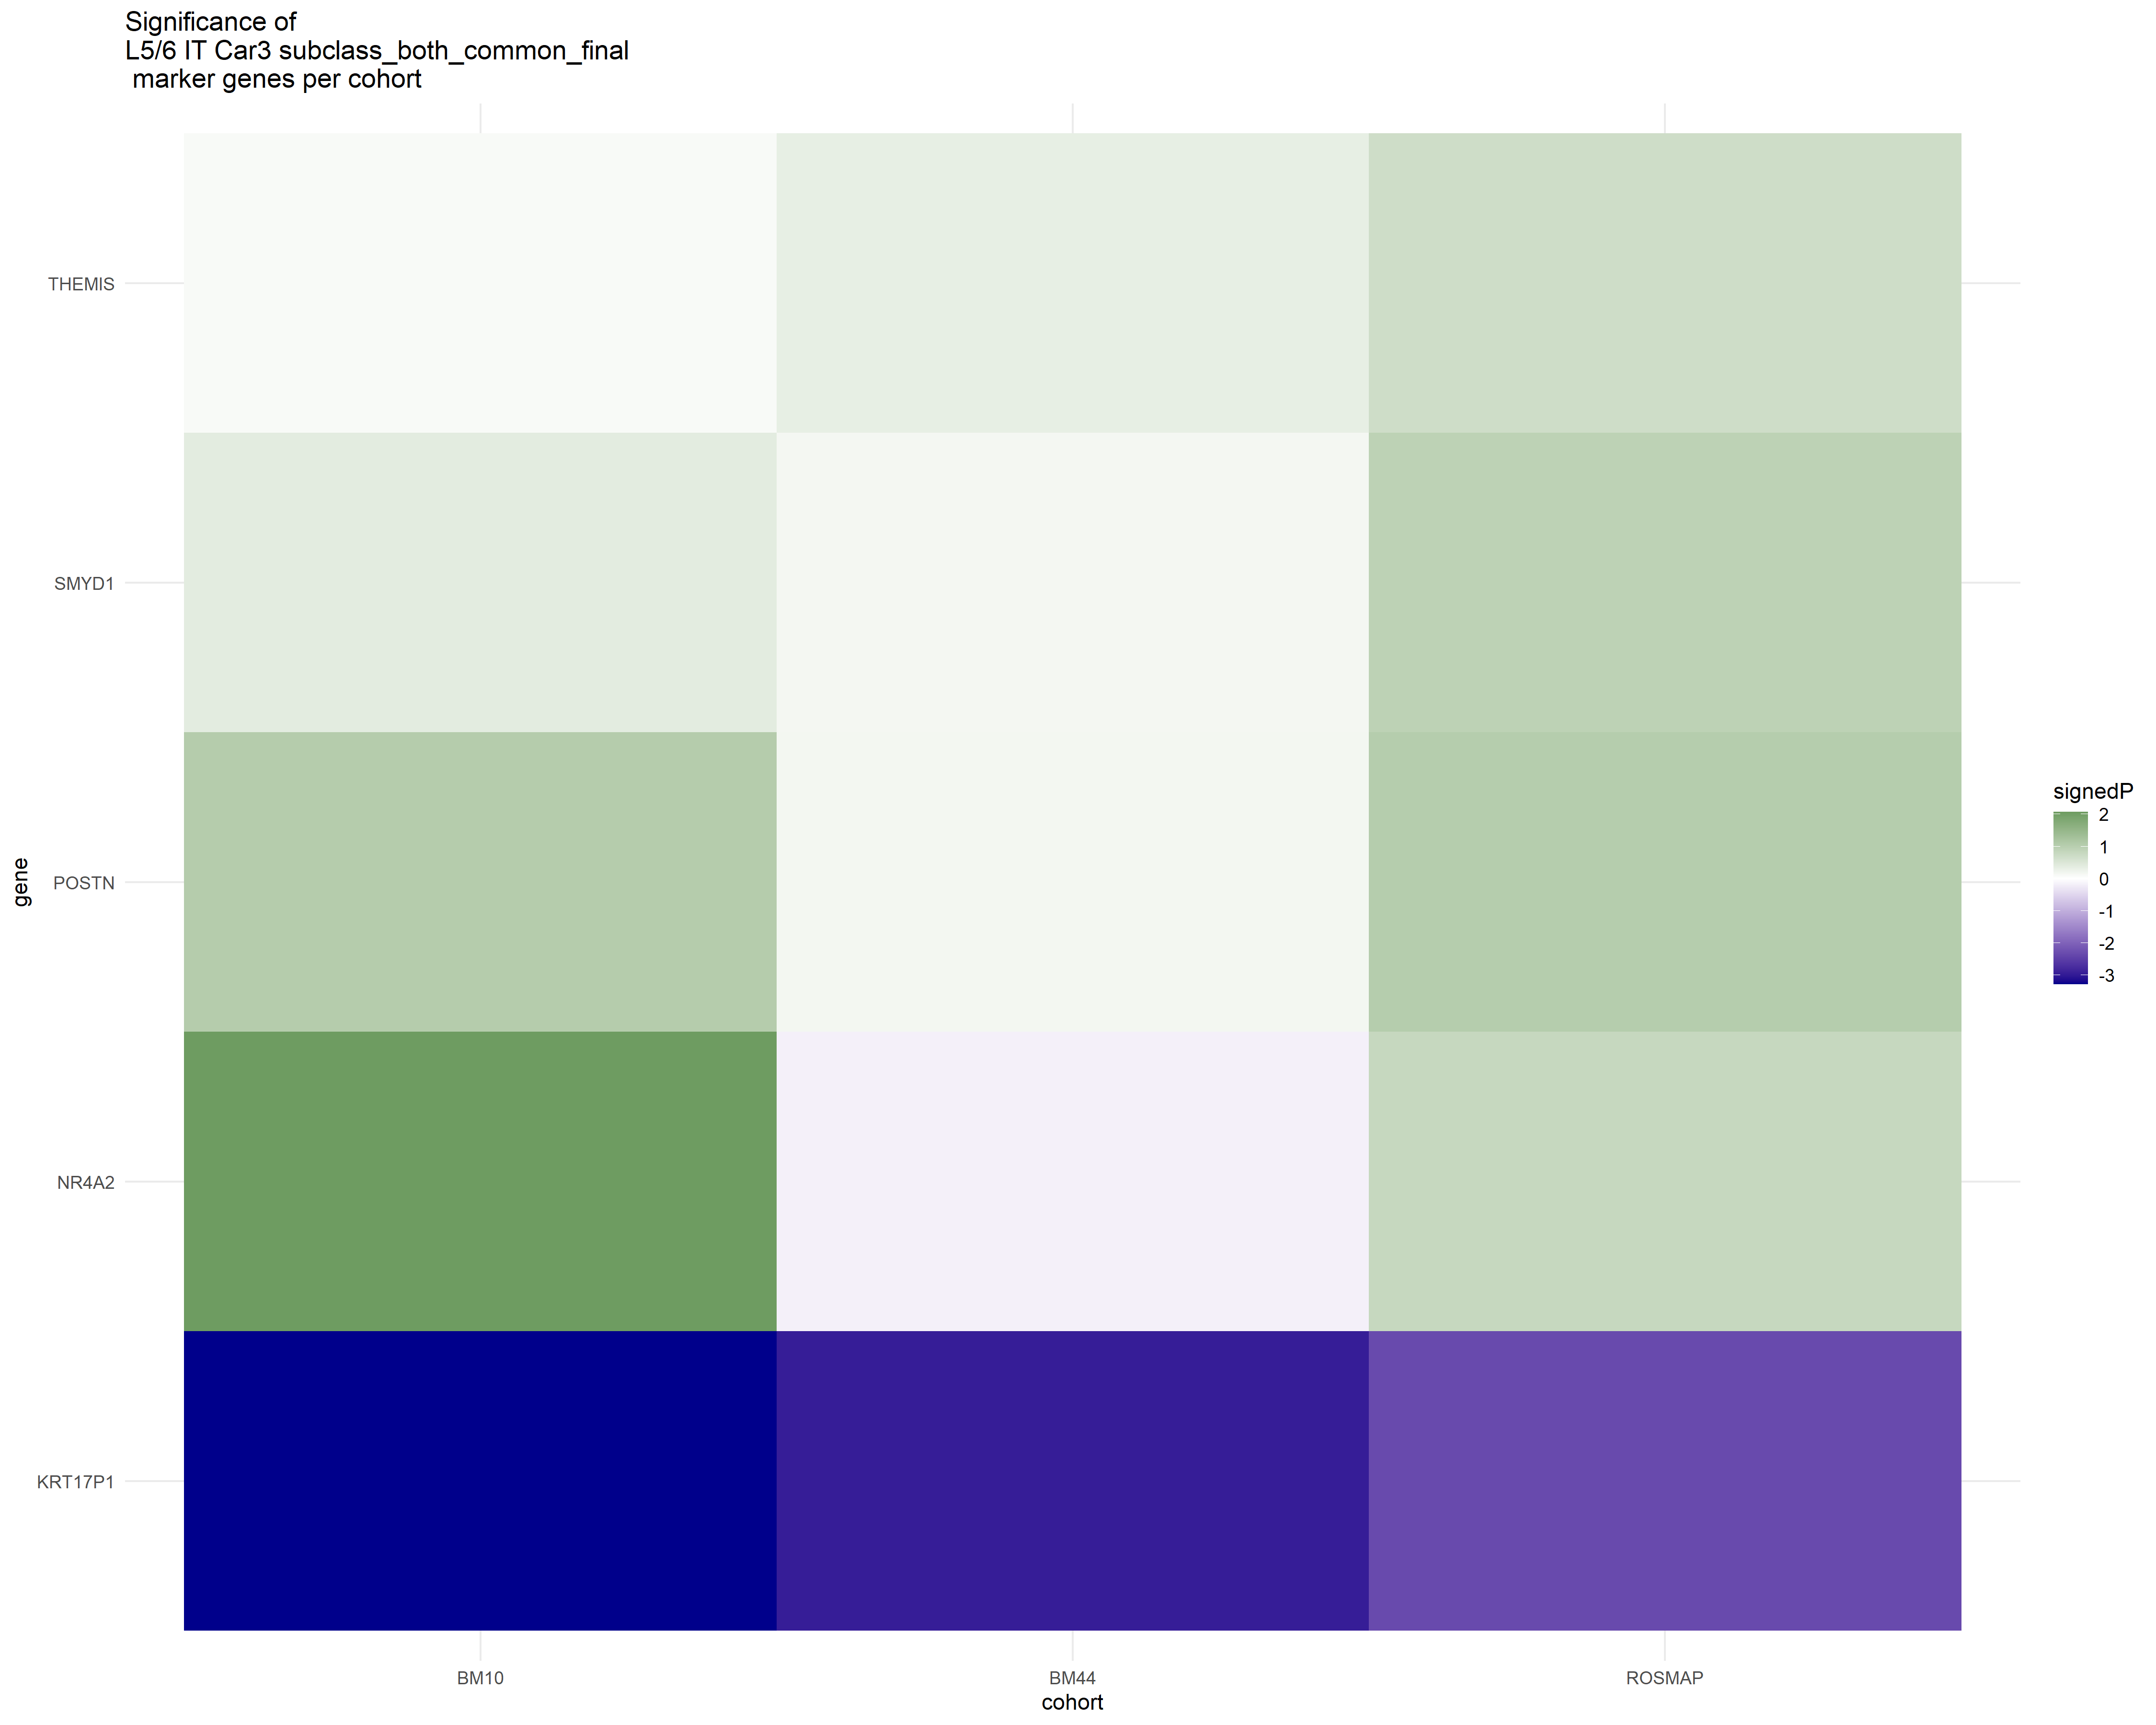 Significance of
L5/6 IT Car3 subclass_both_common_final
marker genes per cohort
THEMIS
SMYD1
POSTN
NR4A2
KRT17P1
gene
BM10
BM44
ROSMAP
cohort
signedP
2
1
0
-1
-2
-3